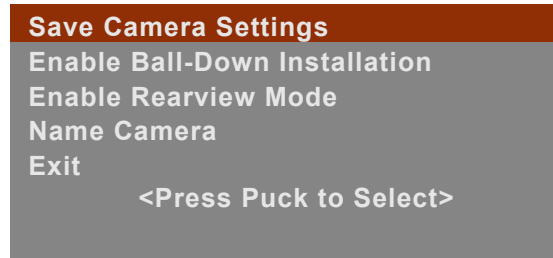 Save Camera Settings
Enable Ball-Down Installation
Enable Rearview Mode
Name Camera
Exit
<Press Puck to Select>